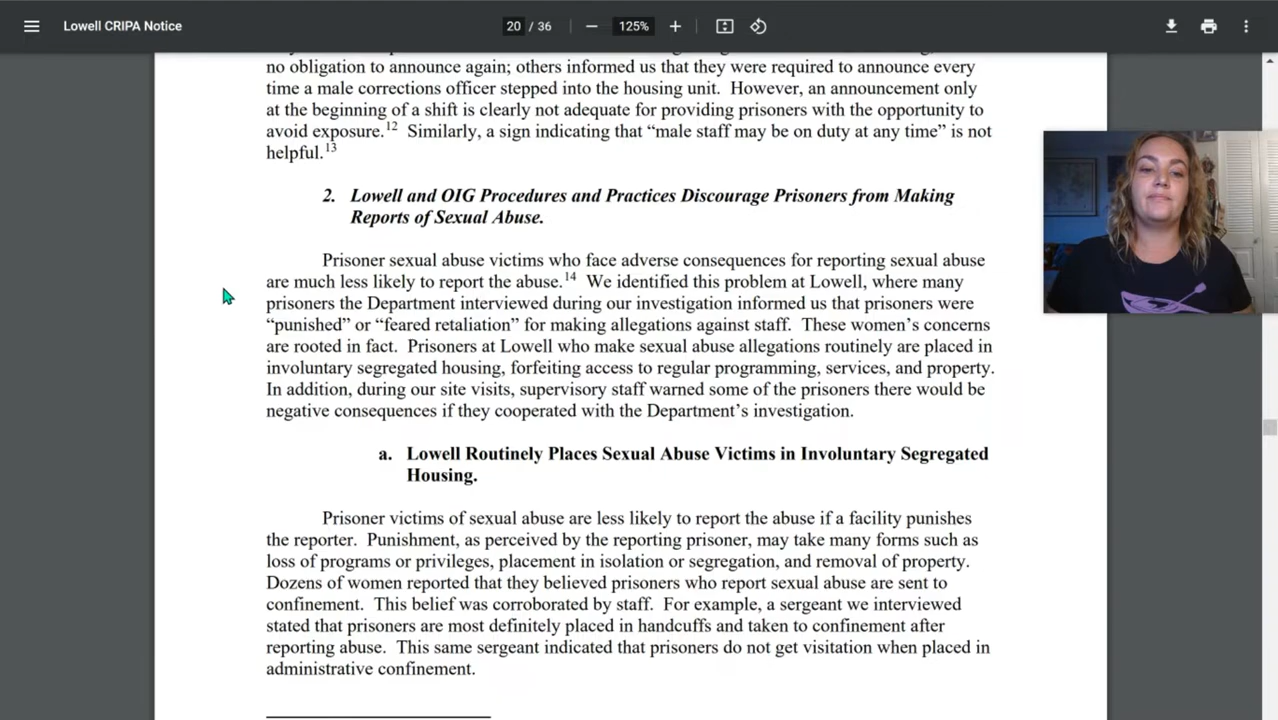 Lowell CRIPA Notice
20 / 36
125%
no obligation to announce again; others informed us that they were required to announce every
time a male corrections officer stepped into the housing unit. However, an announcement only
at the beginning of a shift is clearly not adequate for providing prisoners with the opportunity to
avoid exposure.12 Similarly, a sign indicating that “male staff may be on duty at any time” is not
helpful.13
2. Lowell and OIG Procedures and Practices Discourage Prisoners from Making
Reports of Sexual Abuse.
Prisoner sexual abuse victims who face adverse consequences for reporting sexual abuse
are much less likely to report the abuse.14 We identified this problem at Lowell, where many
prisoners the Department interviewed during our investigation informed us that prisoners were
“punished” or “feared retaliation” for making allegations against staff. These women’s concerns
are rooted in fact. Prisoners at Lowell who make sexual abuse allegations routinely are placed in
involuntary segregated housing, forfeiting access to regular programming, services, and property.
In addition, during our site visits, supervisory staff warned some of the prisoners there would be
negative consequences if they cooperated with the Department’s investigation.
a. Lowell Routinely Places Sexual Abuse Victims in Involuntary Segregated
Housing.
Prisoner victims of sexual abuse are less likely to report the abuse if a facility punishes
the reporter. Punishment, as perceived by the reporting prisoner, may take many forms such as
loss of programs or privileges, placement in isolation or segregation, and removal of property.
Dozens of women reported that they believed prisoners who report sexual abuse are sent to
confinement. This belief was corroborated by staff. For example, a sergeant we interviewed
stated that prisoners are most definitely placed in handcuffs and taken to confinement after
reporting abuse. This same sergeant indicated that prisoners do not get visitation when placed in
administrative confinement.